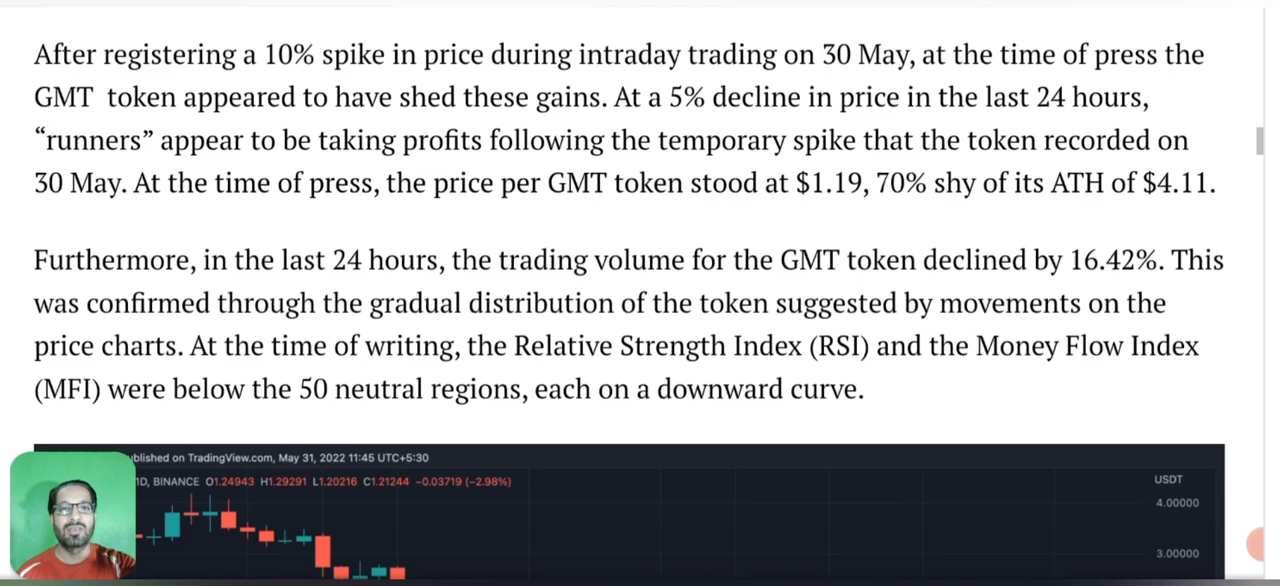 After registering a 10% spike in price during intraday trading on 30 May, at the time of press the
GMT token appeared to have shed these gains. At a 5% decline in price in the last 24 hours,
“runners” appear to be taking profits following the temporary spike that the token recorded on
30 May. At the time of press, the price per GMT token stood at $1.19, 70% shy of its ATH of $4.11.
Furthermore, in the last 24 hours, the trading volume for the GMT token declined by 16.42%. This
was confirmed through the gradual distribution of the token suggested by movements on the
price charts. At the time of writing, the Relative Strength Index (RSI) and the Money Flow Index
(MFI) were below the 50 neutral regions, each on a downward curve.
ublished on TradingView.com, May 31, 2022 11:45 UTC+5:30
1D, BINANCE O1.24943 H1.29291 L1.20216 C1.21244 −0.03719 (−2.98%)
USDT
4.00000
3.00000